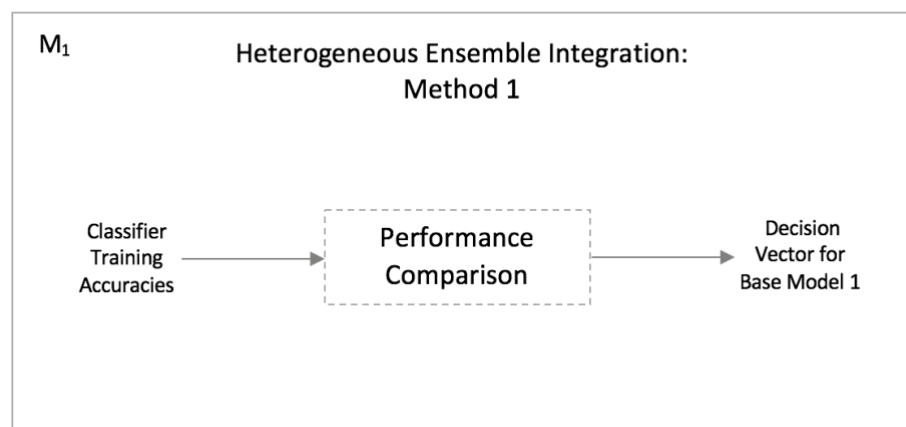 M₁
Heterogeneous Ensemble Integration:
Method 1
Classifier
Training
Accuracies
Performance
Comparison
Decision
Vector for
Base Model 1